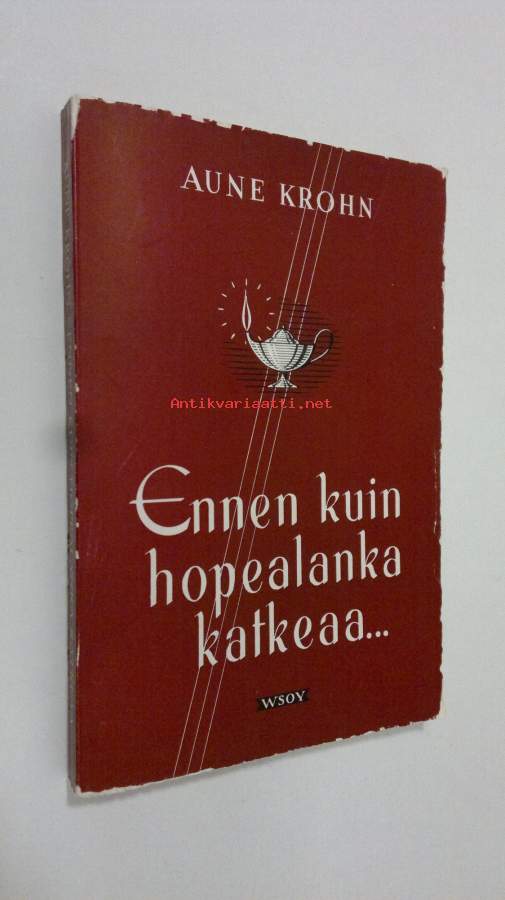 AUNE KROHN
Antikvariaatti.net
Ennen kuin
hopealanka
katkeaa...
WSOY